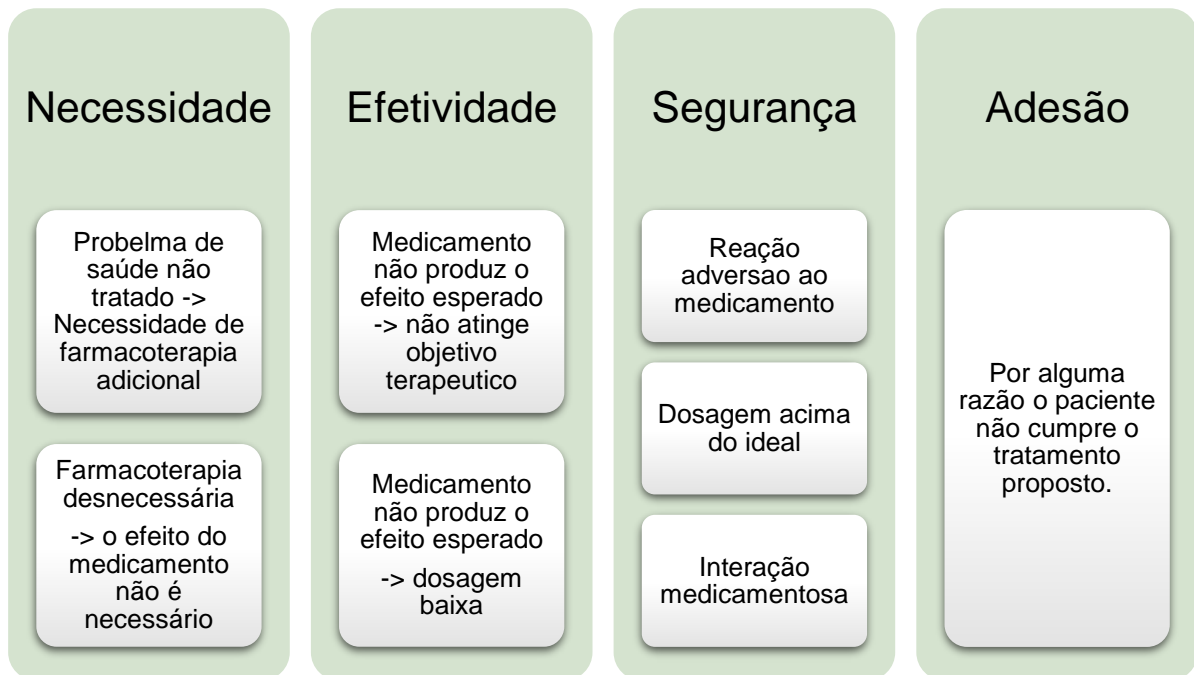 Necessidade
Probelma de
saúde não
tratado ->
Necessidade de
farmacoterapia
adicional
Farmacoterapia
desnecessária
-> o efeito do
medicamento
não é
necessário
Efetividade
Medicamento
não produz o
efeito esperado
-> não atinge
objetivo
terapeutico
Medicamento
não produz o
efeito esperado
-> dosagem
baixa
Segurança
Reação
adversao ao
medicamento
Dosagem acima
do ideal
Interação
medicamentosa
Adesão
Por alguma
razão o paciente
não cumpre o
tratamento
proposto.